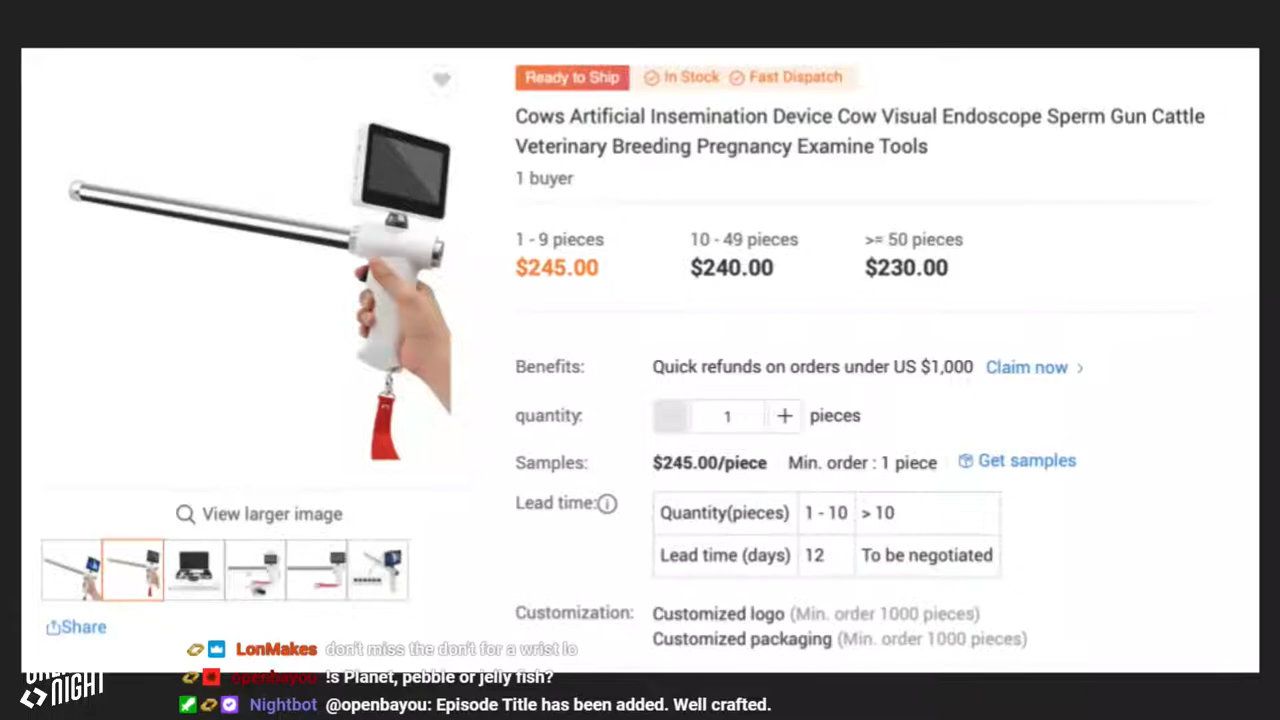 Ready to Ship In Stock Fast Dispatch
Cows Artificial Insemination Device Cow Visual Endoscope Sperm Gun Cattle
Veterinary Breeding Pregnancy Examine Tools
1 buyer
1 - 9 pieces 10 - 49 pieces >= 50 pieces
$245.00 $240.00 $230.00
Benefits: Quick refunds on orders under US $1,000 Claim now >
quantity: 1 + pieces
Samples: $245.00/piece Min. order : 1 piece Get samples
Lead time: Quantity(pieces) 1 - 10 > 10
Lead time (days) 12 To be negotiated
Customization: Customized logo (Min. order 1000 pieces)
Customized packaging (Min. order 1000 pieces)
View larger image
Share
LonMakes don't miss the don't for a wrist lo
openbayou !s Planet, pebble or jelly fish?
Nightbot @openbayou: Episode Title has been added. Well crafted.
NIGHT